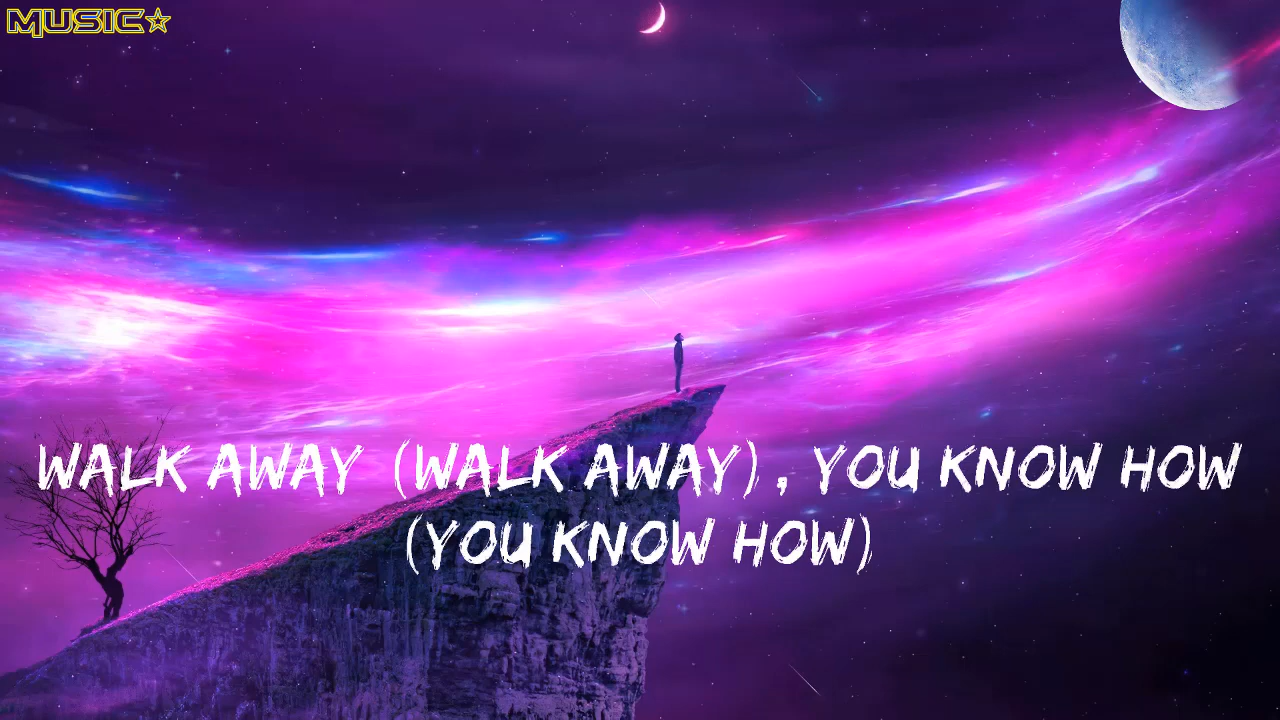 MUSIC☆
WALK AWAY (WALK AWAY), YOU KNOW HOW
(YOU KNOW HOW)